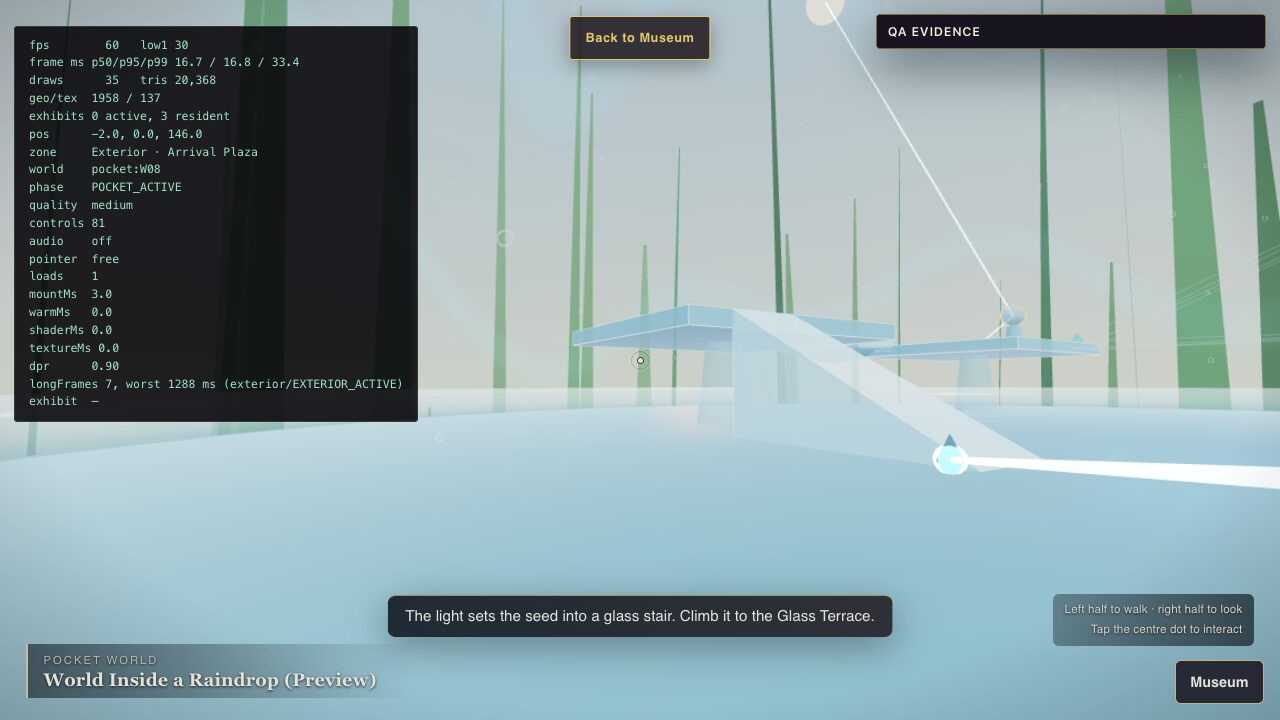 fps 60 low1 30
frame ms p50/p95/p99 16.7 / 16.8 / 33.4
draws 35 tris 20,368
geo/tex 1958 / 137
exhibits 0 active, 3 resident
pos −2.0, 0.0, 146.0
zone Exterior · Arrival Plaza
world pocket:W08
phase POCKET_ACTIVE
quality medium
controls 81
audio off
pointer free
loads 1
mountMs 3.0
warmMs 0.0
shaderMs 0.0
textureMs 0.0
dpr 0.90
longFrames 7, worst 1288 ms (exterior/EXTERIOR_ACTIVE)
exhibit —
Back to Museum
QA EVIDENCE
The light sets the seed into a glass stair. Climb it to the Glass Terrace.
Left half to walk · right half to look
Tap the centre dot to interact
POCKET WORLD
World Inside a Raindrop (Preview)
Museum